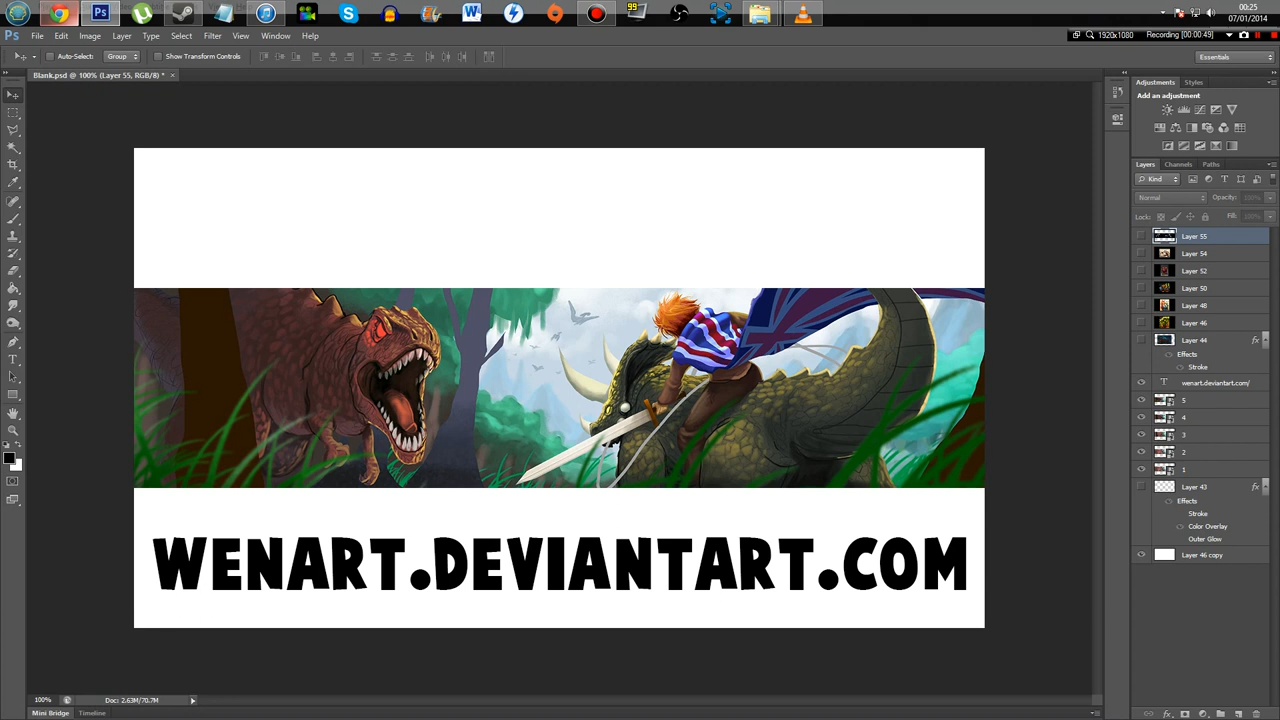 00:25
07/01/2014
99
Ps File Edit Image Layer Type Select Filter View Window Help
1920x1080 Recording [00:00:49]
Auto-Select: Group Show Transform Controls
Essentials
Blank.psd @ 100% (Layer 55, RGB/8) * ×
Adjustments Styles
Add an adjustment
Layers Channels Paths
Kind
Normal Opacity: 100%
Lock: Fill: 100%
Layer 55
Layer 54
Layer 52
Layer 50
Layer 48
Layer 46
Layer 44 fx
Effects
Stroke
T wenart.deviantart.com/
5
4
3
2
1
Layer 43 fx
Effects
Stroke
Color Overlay
Outer Glow
Layer 46 copy
WENART.DEVIANTART.COM
100% Doc: 2.63M/70.7M
Mini Bridge Timeline